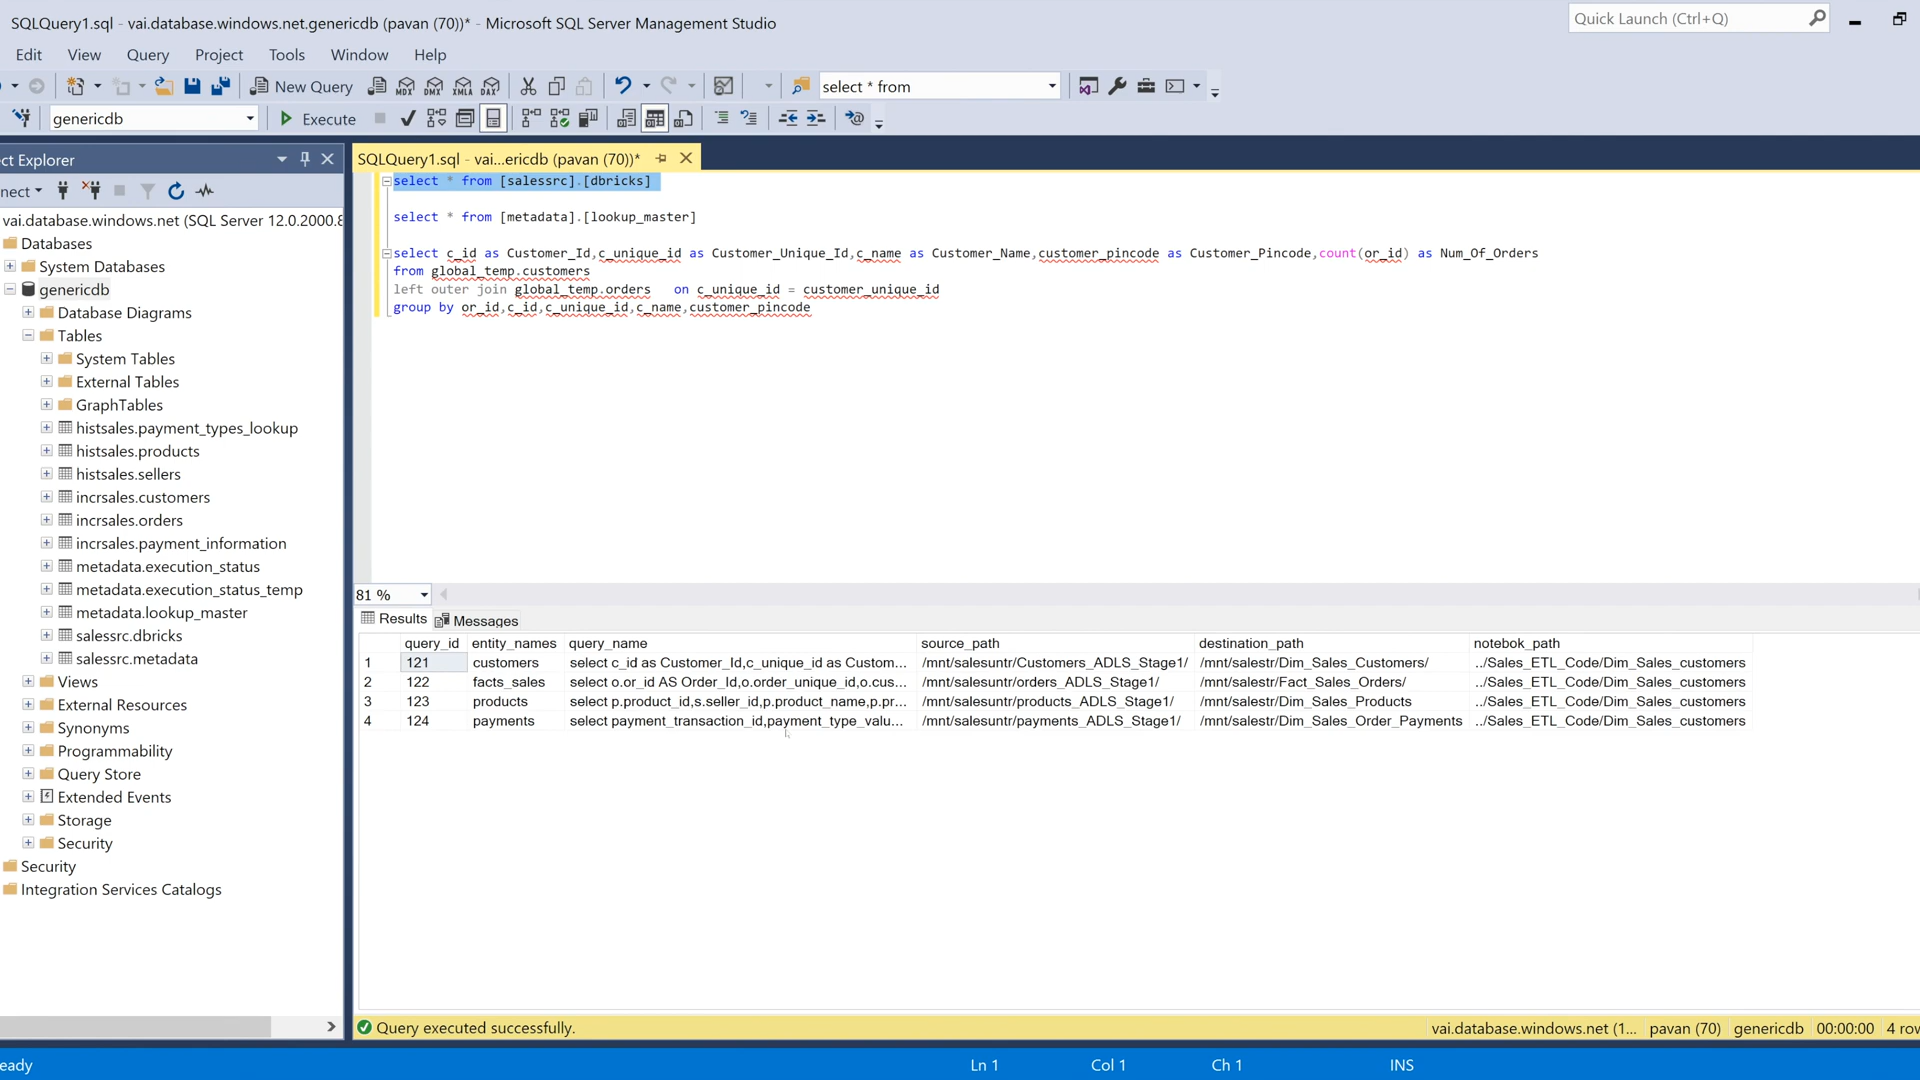 SQLQuery1.sql - vai.database.windows.net.genericdb (pavan (70))* - Microsoft SQL Server Management Studio
Quick Launch (Ctrl+Q)
Edit View Query Project Tools Window Help
New Query MDX DMX XMLA DAX select * from
genericdb Execute
ct Explorer
SQLQuery1.sql - vai...ericdb (pavan (70))*
nect
vai.database.windows.net (SQL Server 12.0.2000.8
Databases
System Databases
genericdb
Database Diagrams
Tables
System Tables
External Tables
GraphTables
histsales.payment_types_lookup
histsales.products
histsales.sellers
incrsales.customers
incrsales.orders
incrsales.payment_information
metadata.execution_status
metadata.execution_status_temp
metadata.lookup_master
salessrc.dbricks
salessrc.metadata
Views
External Resources
Synonyms
Programmability
Query Store
Extended Events
Storage
Security
Security
Integration Services Catalogs
select * from [salessrc].[dbricks]
select * from [metadata].[lookup_master]
select c_id as Customer_Id,c_unique_id as Customer_Unique_Id,c_name as Customer_Name,customer_pincode as Customer_Pincode,count(or_id) as Num_Of_Orders
from global_temp.customers
left outer join global_temp.orders on c_unique_id = customer_unique_id
group by or_id,c_id,c_unique_id,c_name,customer_pincode
81 %
Results Messages
query_id entity_names query_name source_path destination_path notebok_path
1 121 customers select c_id as Customer_Id,c_unique_id as Custom... /mnt/salesuntr/Customers_ADLS_Stage1/ /mnt/salestr/Dim_Sales_Customers/ ../Sales_ETL_Code/Dim_Sales_customers
2 122 facts_sales select o.or_id AS Order_Id,o.order_unique_id,o.cus... /mnt/salesuntr/orders_ADLS_Stage1/ /mnt/salestr/Fact_Sales_Orders/ ../Sales_ETL_Code/Dim_Sales_customers
3 123 products select p.product_id,s.seller_id,p.product_name,p.pr... /mnt/salesuntr/products_ADLS_Stage1/ /mnt/salestr/Dim_Sales_Products ../Sales_ETL_Code/Dim_Sales_customers
4 124 payments select payment_transaction_id,payment_type_valu... /mnt/salesuntr/payments_ADLS_Stage1/ /mnt/salestr/Dim_Sales_Order_Payments ../Sales_ETL_Code/Dim_Sales_customers
Query executed successfully. vai.database.windows.net (1... pavan (70) genericdb 00:00:00 4 row
eady Ln 1 Col 1 Ch 1 INS